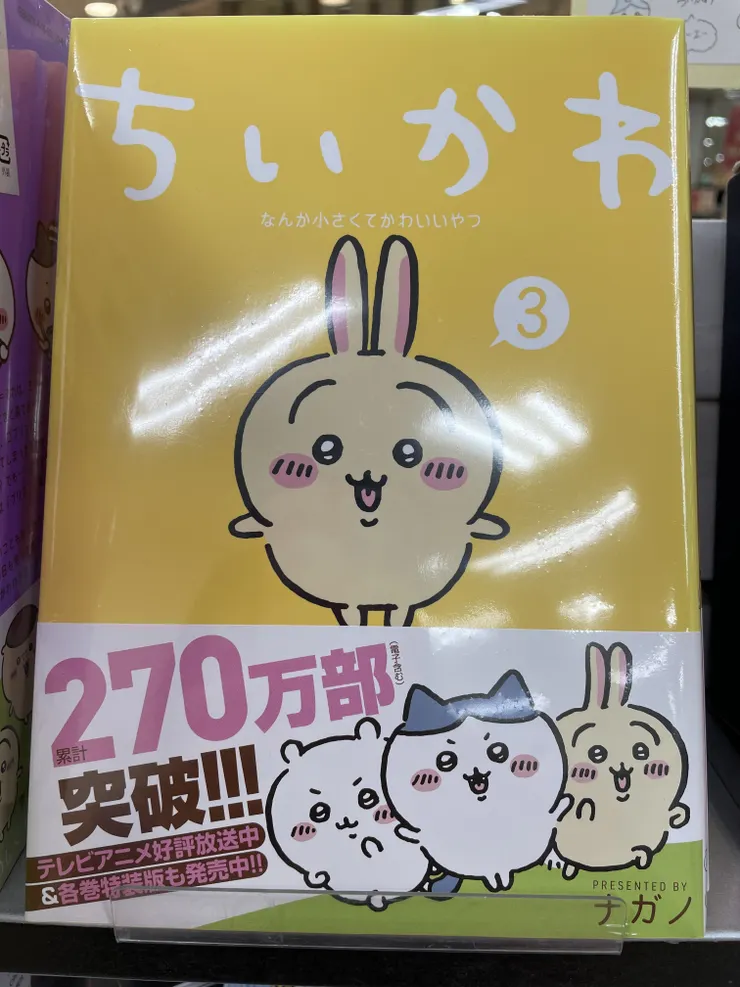 ちいかわ
なんか小さくてかわいいやつ
3
累計270万部(電子含む)
突破!!!
テレビアニメ好評放送中
&各巻特装版も発売中!!
PRESENTED BY
ナガノ